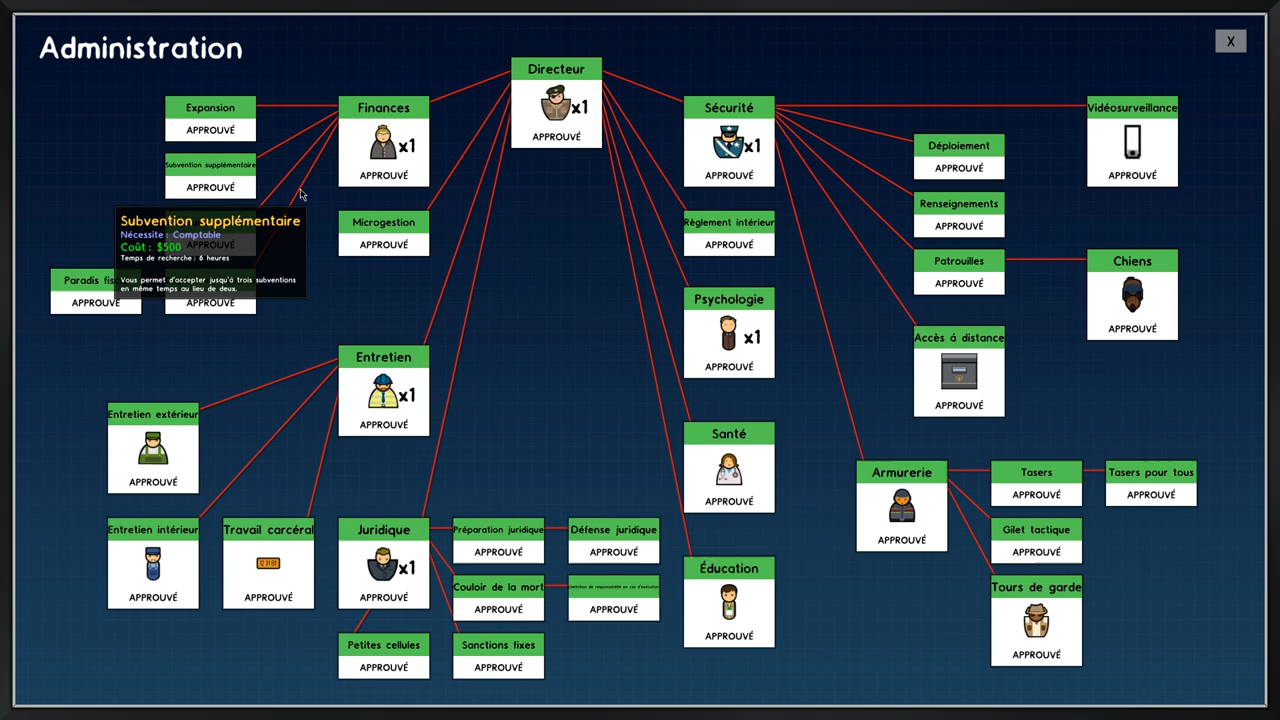 Administration
X
Directeur
x1
APPROUVÉ
Expansion
APPROUVÉ
Finances
x1
APPROUVÉ
Sécurité
x1
APPROUVÉ
Vidéosurveillance
APPROUVÉ
Subvention supplémentaire
APPROUVÉ
Déploiement
APPROUVÉ
Renseignements
APPROUVÉ
Subvention supplémentaire
Nécessite : Comptable
Coût : $500
Temps de recherche : 6 heures
Vous permet d'accepter jusqu'à trois subventions
en même temps au lieu de deux.
APPROUVÉ
Microgestion
APPROUVÉ
Règlement intérieur
APPROUVÉ
Patrouilles
APPROUVÉ
Chiens
APPROUVÉ
Paradis fis
APPROUVÉ
APPROUVÉ
Psychologie
x1
APPROUVÉ
Accès á distance
APPROUVÉ
Entretien
x1
APPROUVÉ
Entretien extérieur
APPROUVÉ
Santé
APPROUVÉ
Armurerie
APPROUVÉ
Tasers
APPROUVÉ
Tasers pour tous
APPROUVÉ
Entretien intérieur
APPROUVÉ
Travail carcéral
APPROUVÉ
Juridique
x1
APPROUVÉ
Préparation juridique
APPROUVÉ
Défense juridique
APPROUVÉ
Gilet tactique
APPROUVÉ
Éducation
APPROUVÉ
Couloir de la mort
APPROUVÉ
APPROUVÉ
Tours de garde
APPROUVÉ
Petites cellules
APPROUVÉ
Sanctions fixes
APPROUVÉ